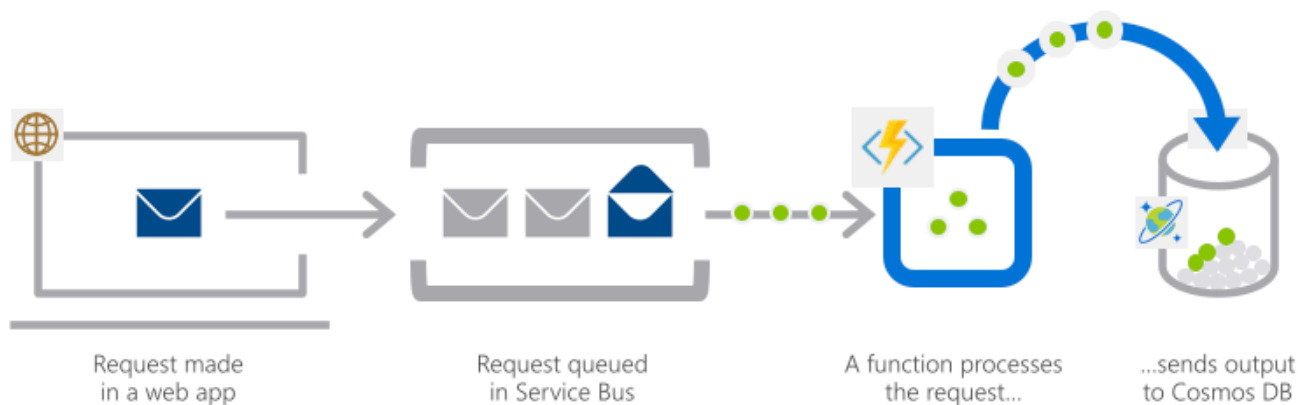 Request made
in a web app
Request queued
in Service Bus
A function processes
the request...
...sends output
to Cosmos DB